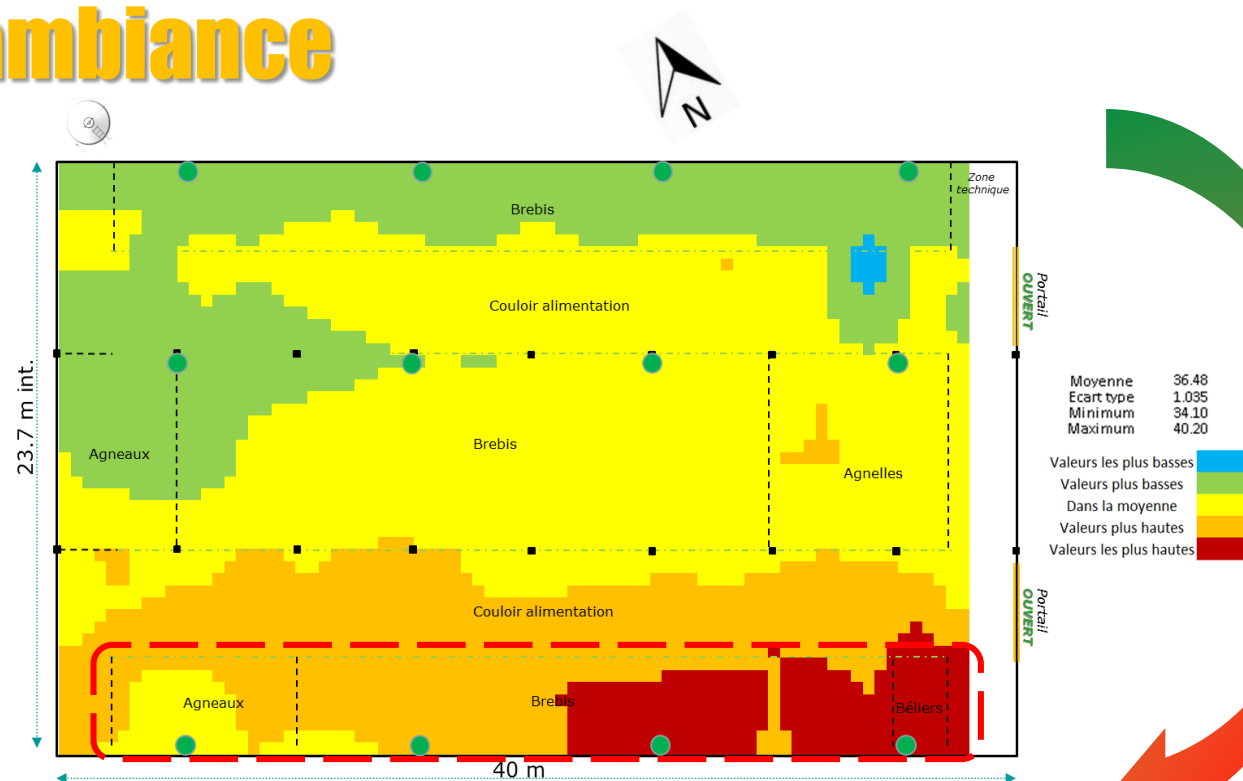 ambiance
N
Zone
technique
Brebis
Portail
OUVERT
Couloir alimentation
23.7 m int.
Agneaux
Brebis
Agnelles
Moyenne 36.48
Ecart type 1.035
Minimum 34.10
Maximum 40.20
Valeurs les plus basses
Valeurs plus basses
Dans la moyenne
Valeurs plus hautes
Valeurs les plus hautes
Couloir alimentation
Portail
OUVERT
Agneaux
Brebis
Béliers
40 m